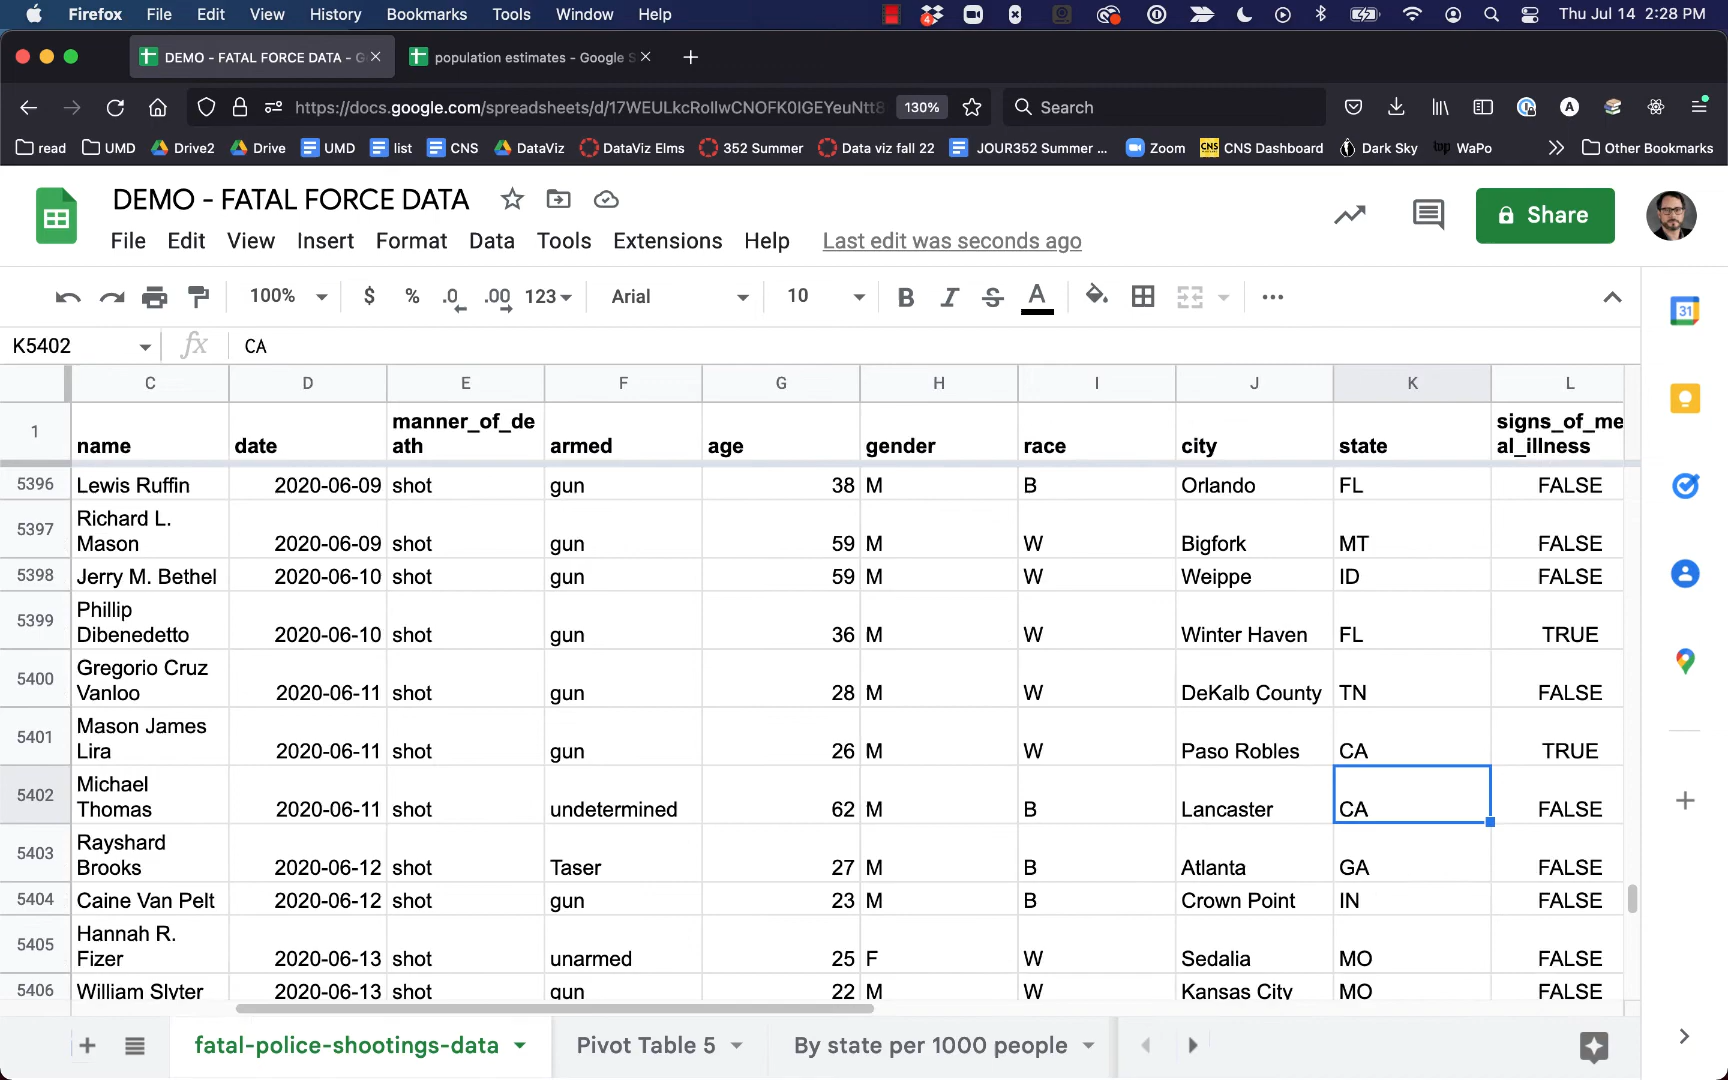 Firefox File Edit View History Bookmarks Tools Window Help 4 Thu Jul 14 2:28 PM
DEMO - FATAL FORCE DATA - G population estimates - Google S
https://docs.google.com/spreadsheets/d/17WEULkcRoIlwCNOFK0IGEYeuNtt8 130% Search
read UMD Drive2 Drive UMD list CNS DataViz DataViz Elms 352 Summer Data viz fall 22 JOUR352 Summer ... Zoom CNS CNS Dashboard Dark Sky top WaPo Other Bookmarks
DEMO - FATAL FORCE DATA
Share
File Edit View Insert Format Data Tools Extensions Help Last edit was seconds ago
100% $ % .0 .00 123 Arial 10 B I S A
31
K5402 fx CA
C D E F G H I J K L
1 name date manner_of_de armed age gender race city state signs_of_me
ath al_illness
5396 Lewis Ruffin 2020-06-09 shot gun 38 M B Orlando FL FALSE
5397 Richard L.
Mason 2020-06-09 shot gun 59 M W Bigfork MT FALSE
5398 Jerry M. Bethel 2020-06-10 shot gun 59 M W Weippe ID FALSE
5399 Phillip
Dibenedetto 2020-06-10 shot gun 36 M W Winter Haven FL TRUE
5400 Gregorio Cruz
Vanloo 2020-06-11 shot gun 28 M W DeKalb County TN FALSE
5401 Mason James
Lira 2020-06-11 shot gun 26 M W Paso Robles CA TRUE
5402 Michael
Thomas 2020-06-11 shot undetermined 62 M B Lancaster CA FALSE
5403 Rayshard
Brooks 2020-06-12 shot Taser 27 M B Atlanta GA FALSE
5404 Caine Van Pelt 2020-06-12 shot gun 23 M B Crown Point IN FALSE
5405 Hannah R.
Fizer 2020-06-13 shot unarmed 25 F W Sedalia MO FALSE
5406 William Slyter 2020-06-13 shot gun 22 M W Kansas City MO FALSE
fatal-police-shootings-data Pivot Table 5 By state per 1000 people